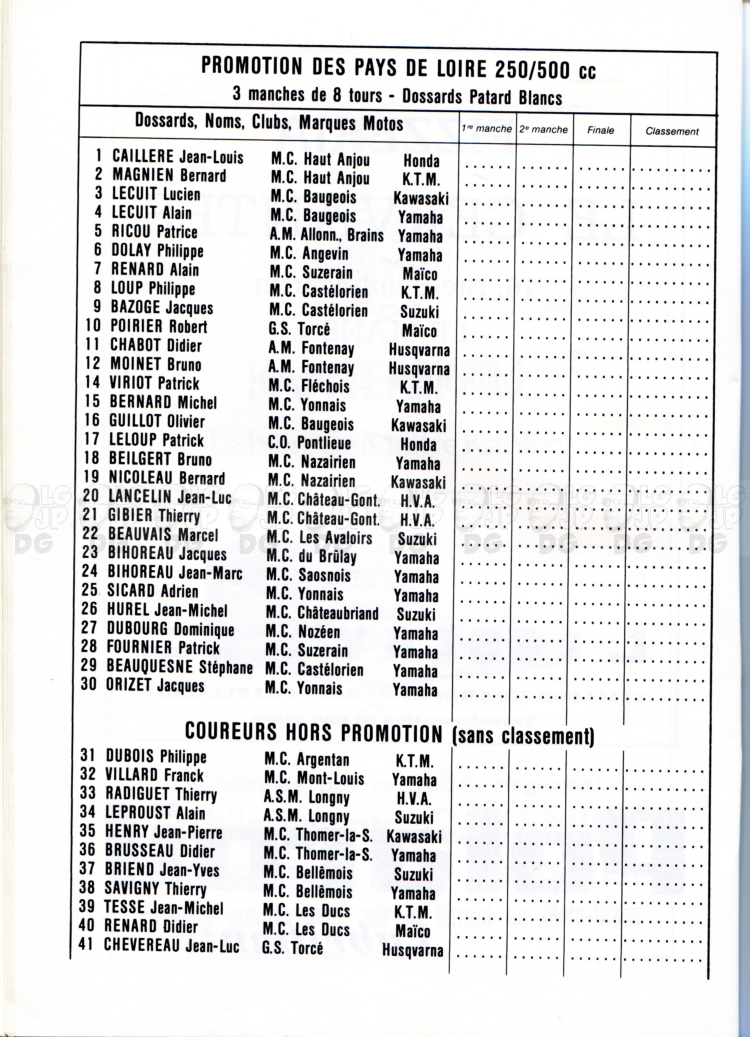 PROMOTION DES PAYS DE LOIRE 250/500 cc
3 manches de 8 tours - Dossards Patard Blancs
Dossards, Noms, Clubs, Marques Motos 1re manche 2e manche Finale Classement
1 CAILLERE Jean-Louis M.C. Haut Anjou Honda
2 MAGNIEN Bernard M.C. Haut Anjou K.T.M.
3 LECUIT Lucien M.C. Baugeois Kawasaki
4 LECUIT Alain M.C. Baugeois Yamaha
5 RICOU Patrice A.M. Allonn., Brains Yamaha
6 DOLAY Philippe M.C. Angevin Yamaha
7 RENARD Alain M.C. Suzerain Maïco
8 LOUP Philippe M.C. Castélorien K.T.M.
9 BAZOGE Jacques M.C. Castélorien Suzuki
10 POIRIER Robert G.S. Torcé Maïco
11 CHABOT Didier A.M. Fontenay Husqvarna
12 MOINET Bruno A.M. Fontenay Husqvarna
14 VIRIOT Patrick M.C. Fléchois K.T.M.
15 BERNARD Michel M.C. Yonnais Yamaha
16 GUILLOT Olivier M.C. Baugeois Kawasaki
17 LELOUP Patrick C.O. Pontlieue Honda
18 BEILGERT Bruno M.C. Nazairien Yamaha
19 NICOLEAU Bernard M.C. Nazairien Kawasaki
20 LANCELIN Jean-Luc M.C. Château-Gont. H.V.A.
21 GIBIER Thierry M.C. Château-Gont. H.V.A.
22 BEAUVAIS Marcel M.C. Les Avaloirs Suzuki
23 BIHOREAU Jacques M.C. du Brûlay Yamaha
24 BIHOREAU Jean-Marc M.C. Saosnois Yamaha
25 SICARD Adrien M.C. Yonnais Yamaha
26 HUREL Jean-Michel M.C. Châteaubriand Suzuki
27 DUBOURG Dominique M.C. Nozéen Yamaha
28 FOURNIER Patrick M.C. Suzerain Yamaha
29 BEAUQUESNE Stéphane M.C. Castélorien Yamaha
30 ORIZET Jacques M.C. Yonnais Yamaha
COUREURS HORS PROMOTION (sans classement)
31 DUBOIS Philippe M.C. Argentan K.T.M.
32 VILLARD Franck M.C. Mont-Louis Yamaha
33 RADIGUET Thierry A.S.M. Longny H.V.A.
34 LEPROUST Alain A.S.M. Longny Suzuki
35 HENRY Jean-Pierre M.C. Thomer-la-S. Kawasaki
36 BRUSSEAU Didier M.C. Thomer-la-S. Yamaha
37 BRIEND Jean-Yves M.C. Bellêmois Suzuki
38 SAVIGNY Thierry M.C. Bellêmois Yamaha
39 TESSE Jean-Michel M.C. Les Ducs K.T.M.
40 RENARD Didier M.C. Les Ducs Maïco
41 CHEVEREAU Jean-Luc G.S. Torcé Husqvarna